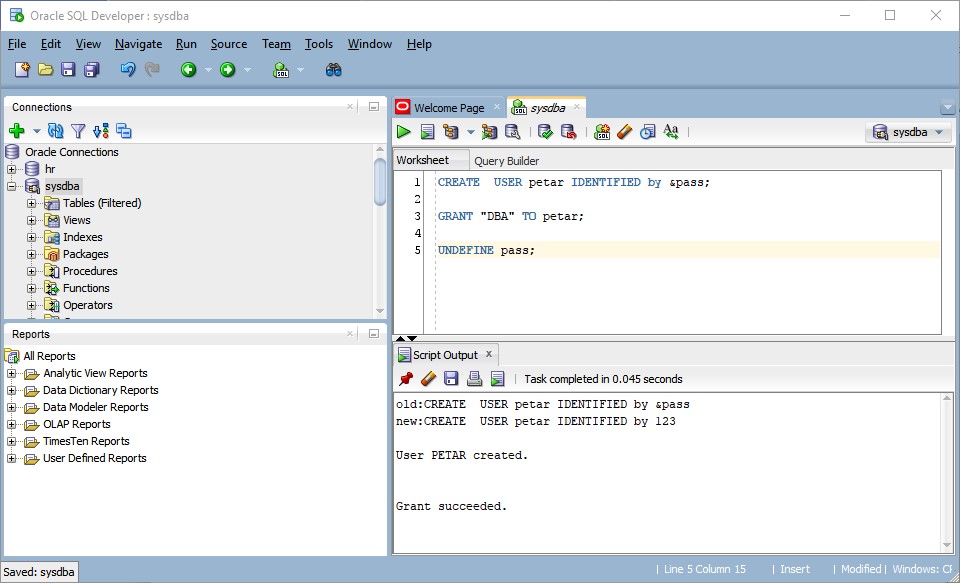 Oracle SQL Developer : sysdba
File Edit View Navigate Run Source Team Tools Window Help
Connections
Oracle Connections
hr
sysdba
Tables (Filtered)
Views
Indexes
Packages
Procedures
Functions
Operators
Reports
All Reports
Analytic View Reports
Data Dictionary Reports
Data Modeler Reports
OLAP Reports
TimesTen Reports
User Defined Reports
Welcome Page
sysdba
sysdba
Worksheet
Query Builder
1 CREATE  USER petar IDENTIFIED by &pass;
2
3 GRANT "DBA" TO petar;
4
5 UNDEFINE pass;
Script Output
Task completed in 0.045 seconds
old:CREATE  USER petar IDENTIFIED by &pass
new:CREATE  USER petar IDENTIFIED by 123
User PETAR created.
Grant succeeded.
Saved: sysdba
| Line 5 Column 15 | Insert | Modified | Windows: